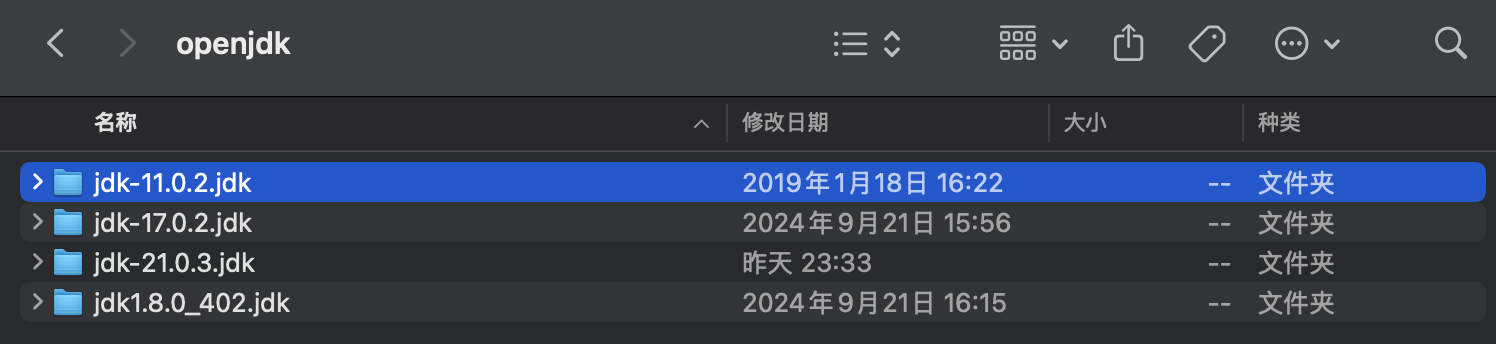 openjdk
名称 修改日期 大小 种类
jdk-11.0.2.jdk 2019年1月18日 16:22 -- 文件夹
jdk-17.0.2.jdk 2024年9月21日 15:56 -- 文件夹
jdk-21.0.3.jdk 昨天 23:33 -- 文件夹
jdk1.8.0_402.jdk 2024年9月21日 16:15 -- 文件夹